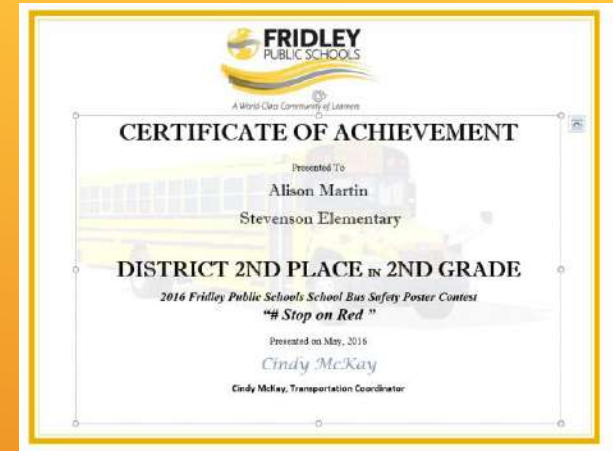 FRIDLEY
PUBLIC SCHOOLS
A World-Class Community of Learners
CERTIFICATE OF ACHIEVEMENT
Presented To
Alison Martin
Stevenson Elementary
DISTRICT 2ND PLACE IN 2ND GRADE
2016 Fridley Public Schools School Bus Safety Poster Contest
"# Stop on Red "
Presented on May, 2016
Cindy McKay
Cindy McKay, Transportation Coordinator